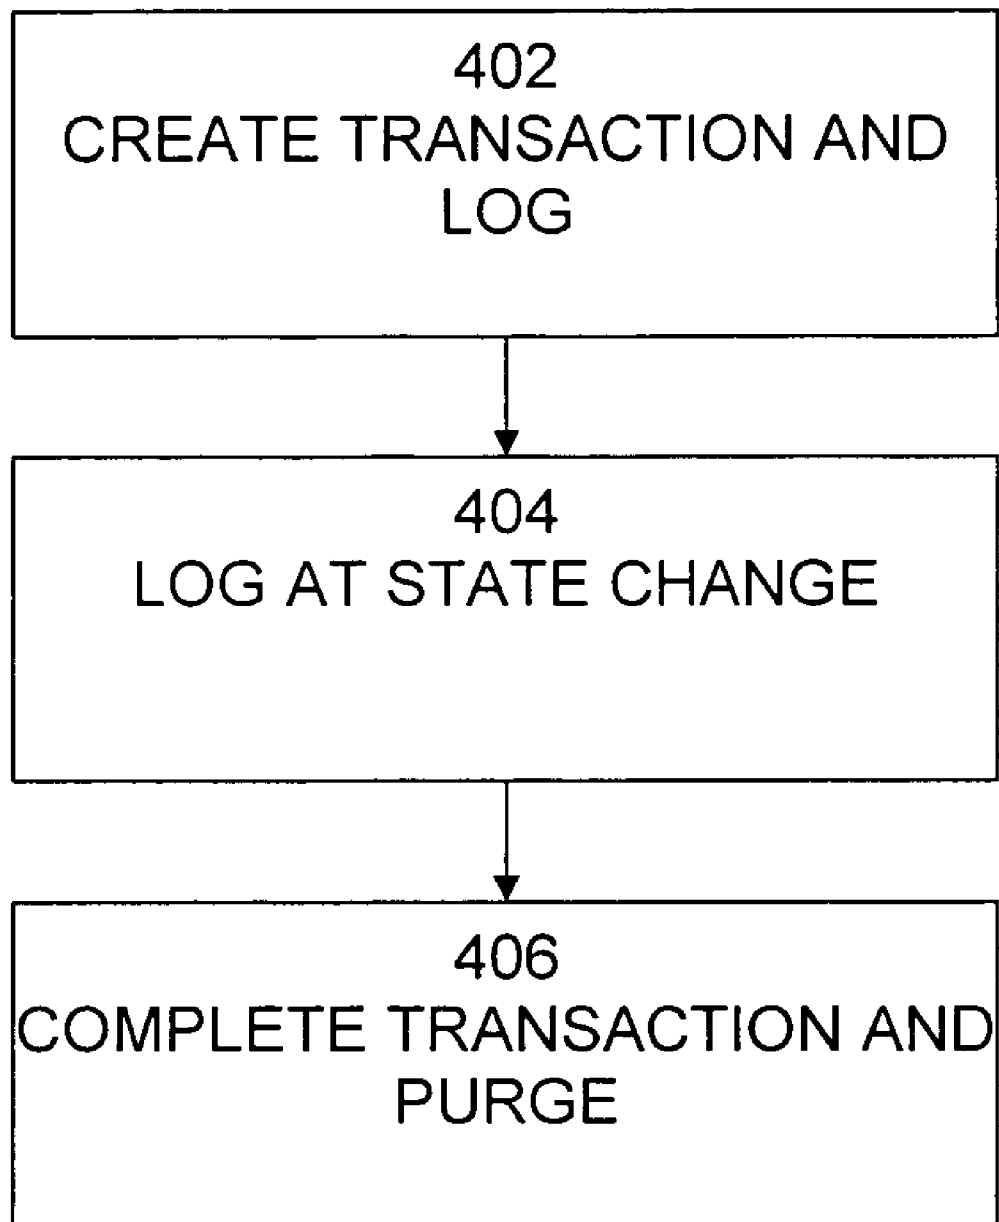 402
CREATE TRANSACTION AND
LOG
404
LOG AT STATE CHANGE
406
COMPLETE TRANSACTION AND
PURGE